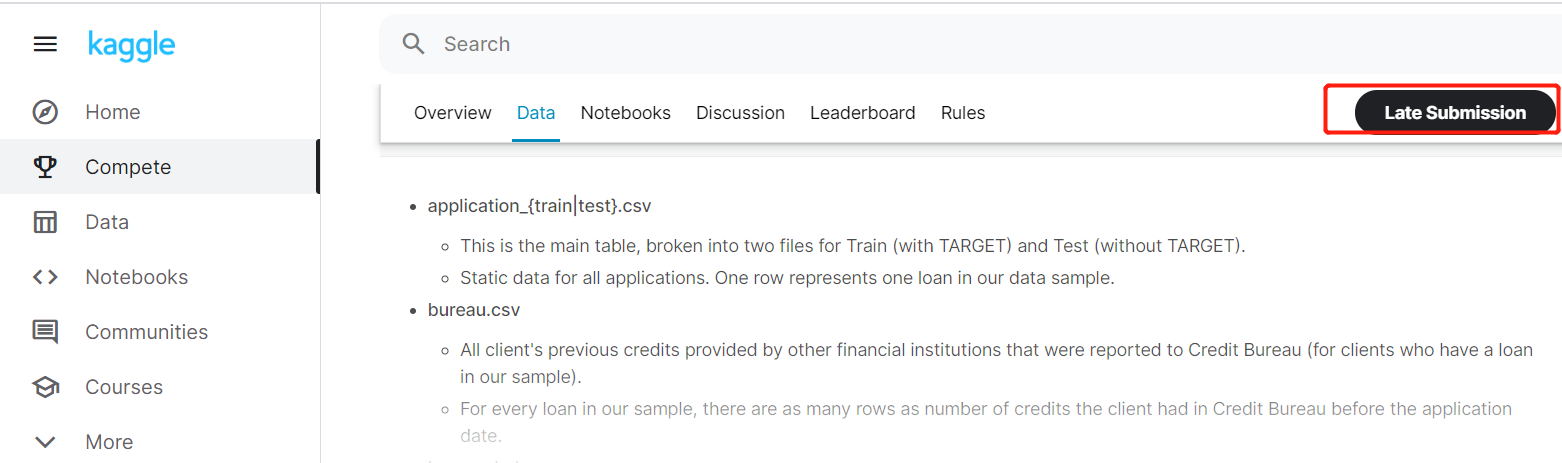 kaggle
Search
Home
Compete
Data
Notebooks
Communities
Courses
More
Overview Data Notebooks Discussion Leaderboard Rules Late Submission
application_{train|test}.csv
This is the main table, broken into two files for Train (with TARGET) and Test (without TARGET).
Static data for all applications. One row represents one loan in our data sample.
bureau.csv
All client's previous credits provided by other financial institutions that were reported to Credit Bureau (for clients who have a loan
in our sample).
For every loan in our sample, there are as many rows as number of credits the client had in Credit Bureau before the application
date.